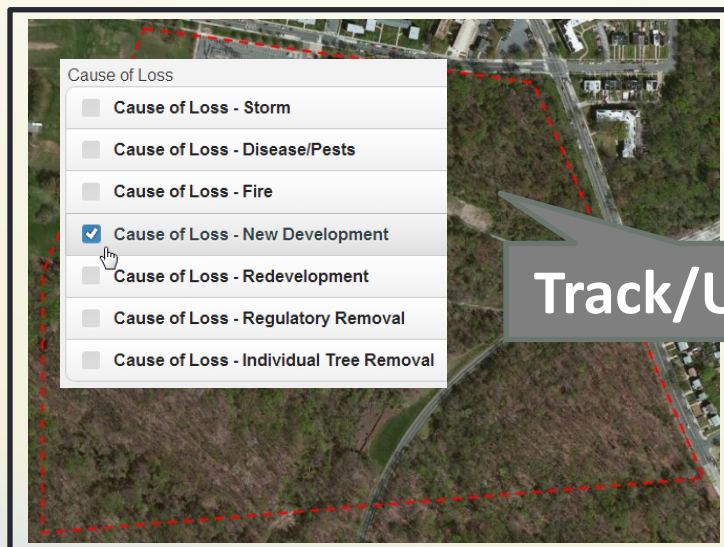 Cause of Loss
Cause of Loss - Storm
Cause of Loss - Disease/Pests
Cause of Loss - Fire
Cause of Loss - New Development
Cause of Loss - Redevelopment
Cause of Loss - Regulatory Removal
Cause of Loss - Individual Tree Removal
Track/U